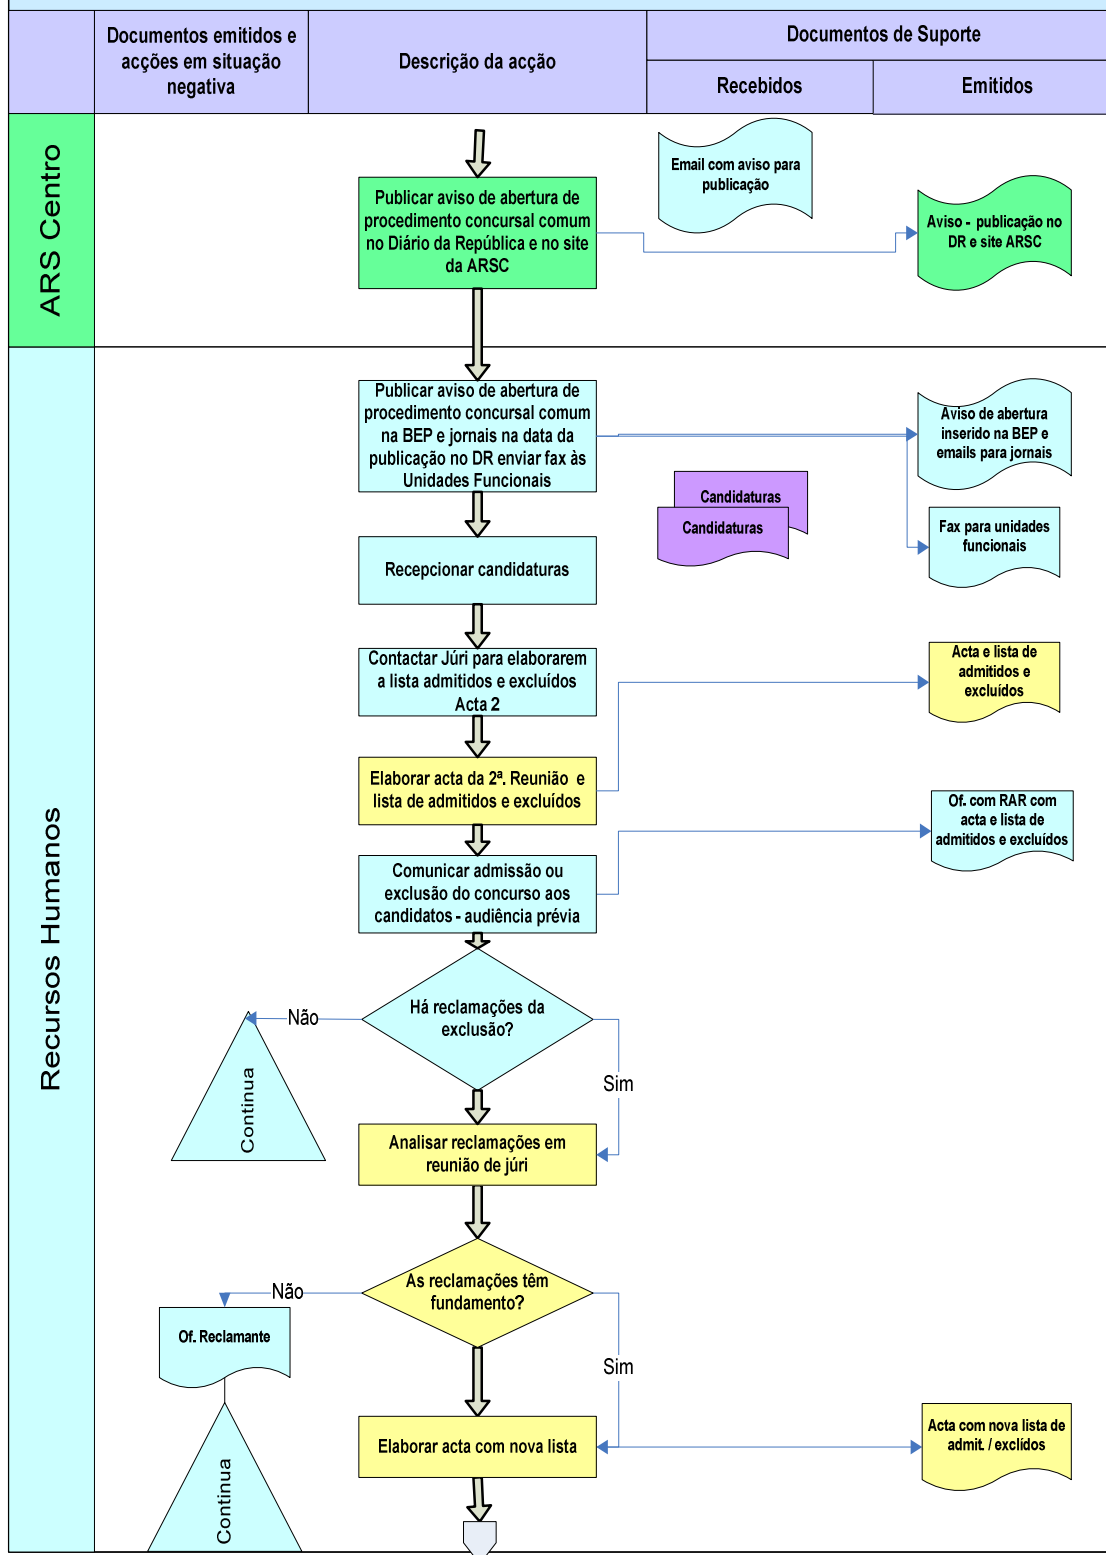 Documentos emitidos e
acções em situação
negativa
Descrição da acção
Documentos de Suporte
Recebidos
Emitidos
ARS Centro
Email com aviso para
publicação
Publicar aviso de abertura de
procedimento concursal comum
no Diário da República e no site
da ARSC
Aviso - publicação no
DR e site ARSC
Recursos Humanos
Publicar aviso de abertura de
procedimento concursal comum
na BEP e jornais na data da
publicação no DR enviar fax às
Unidades Funcionais
Aviso de abertura
inserido na BEP e
emails para jornais
Candidaturas
Candidaturas
Fax para unidades
funcionais
Recepcionar candidaturas
Contactar Júri para elaborarem
a lista admitidos e excluídos
Acta 2
Acta e lista de
admitidos e
excluídos
Elaborar acta da 2ª. Reunião e
lista de admitidos e excluídos
Of. com RAR com
acta e lista de
admitidos e excluídos
Comunicar admissão ou
exclusão do concurso aos
candidatos - audiência prévia
Há reclamações da
exclusão?
Não
Continua
Sim
Analisar reclamações em
reunião de júri
As reclamações têm
fundamento?
Não
Of. Reclamante
Sim
Continua
Elaborar acta com nova lista
Acta com nova lista de
admit. / exclídos